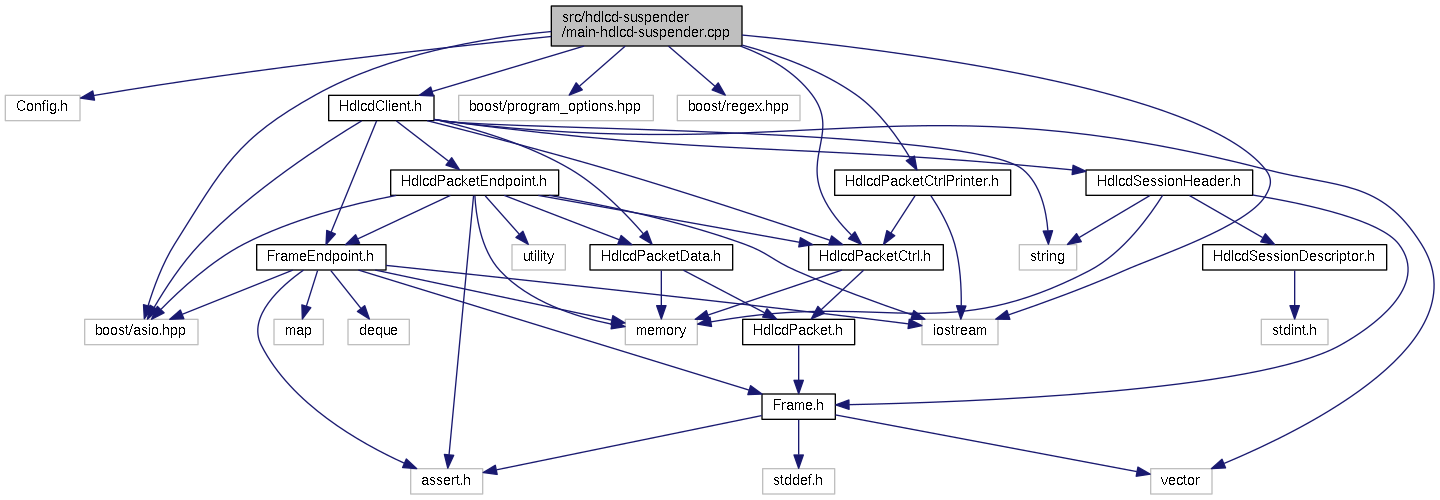 src/hdlcd-suspender
/main-hdlcd-suspender.cpp
Config.h
HdlcdClient.h
boost/program_options.hpp
boost/regex.hpp
HdlcdPacketEndpoint.h
HdlcdPacketCtrlPrinter.h
HdlcdSessionHeader.h
FrameEndpoint.h
utility
HdlcdPacketData.h
HdlcdPacketCtrl.h
string
HdlcdSessionDescriptor.h
boost/asio.hpp
map
deque
memory
HdlcdPacket.h
iostream
stdint.h
Frame.h
assert.h
stddef.h
vector